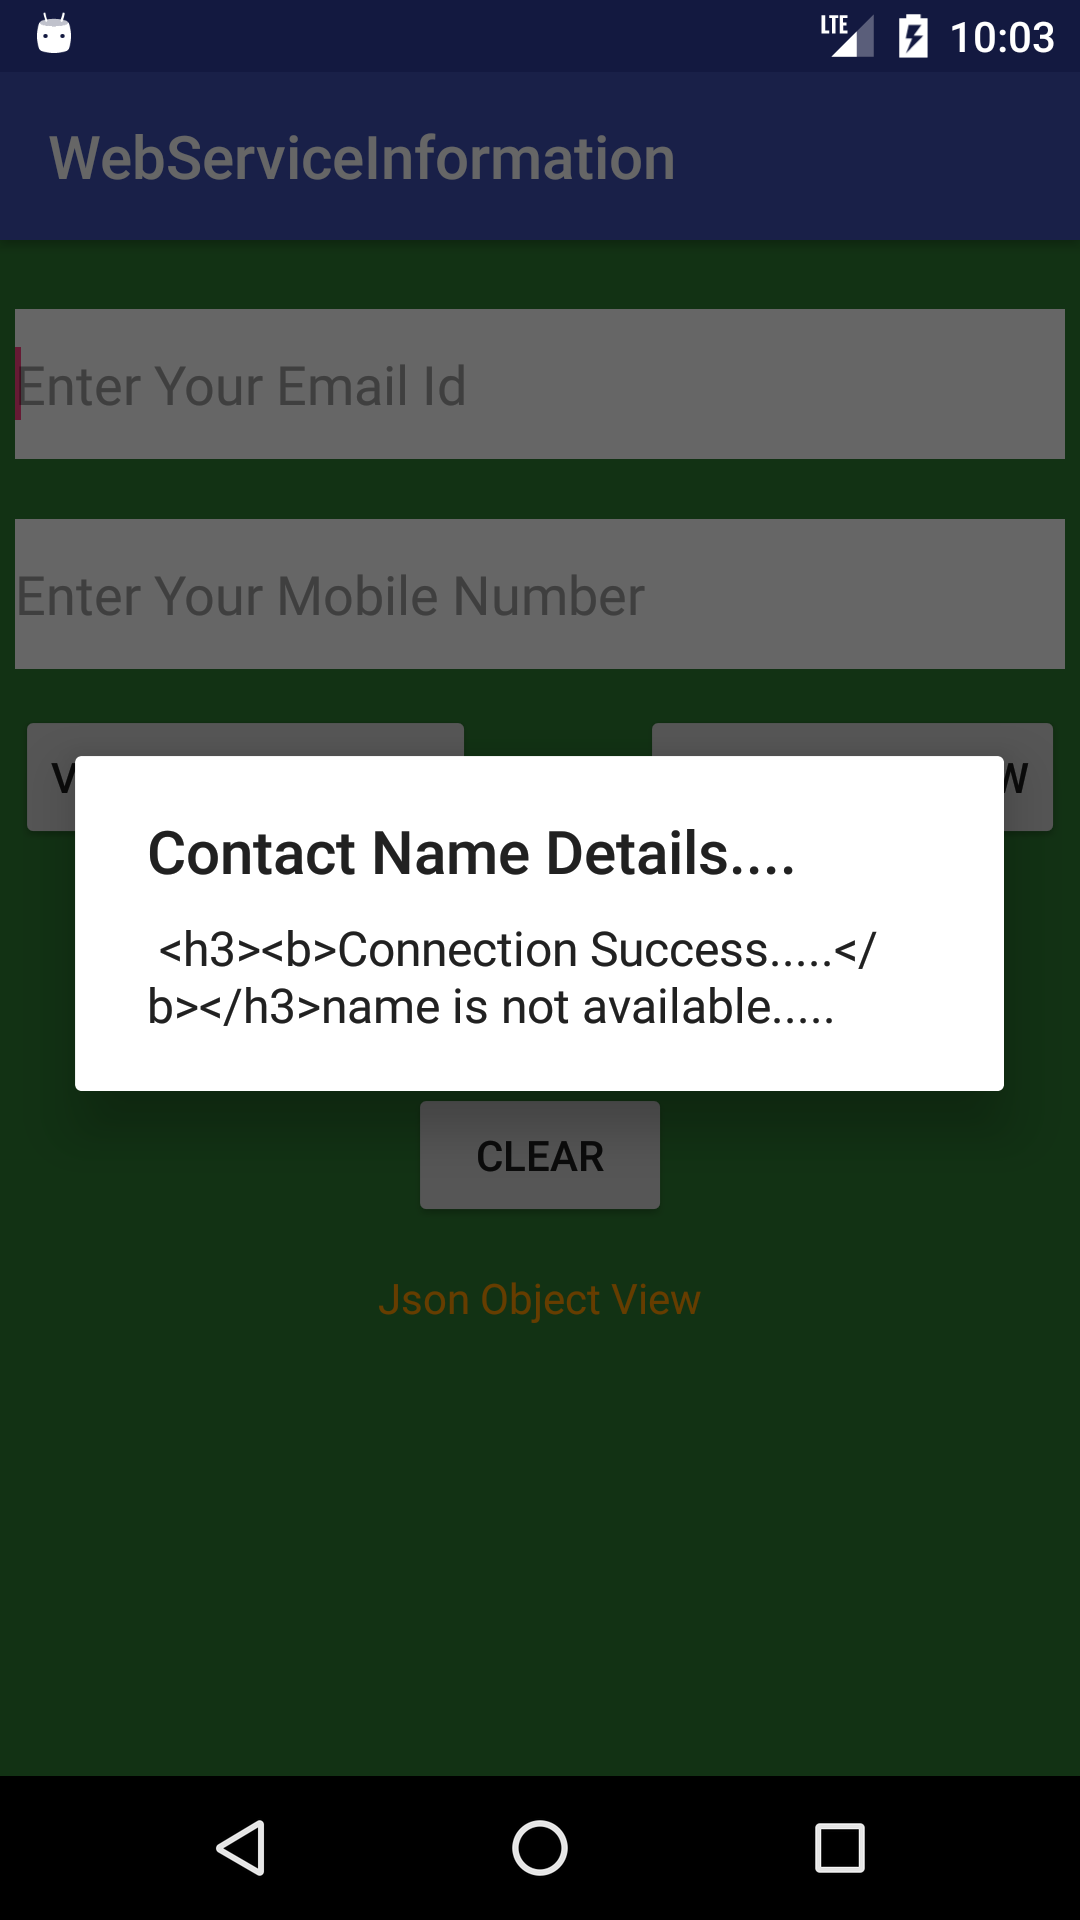 LTE 10:03
WebServiceInformation
Enter Your Email Id
Enter Your Mobile Number
Contact Name Details....
<h3><b>Connection Success.....</
b></h3>name is not available.....
CLEAR
Json Object View